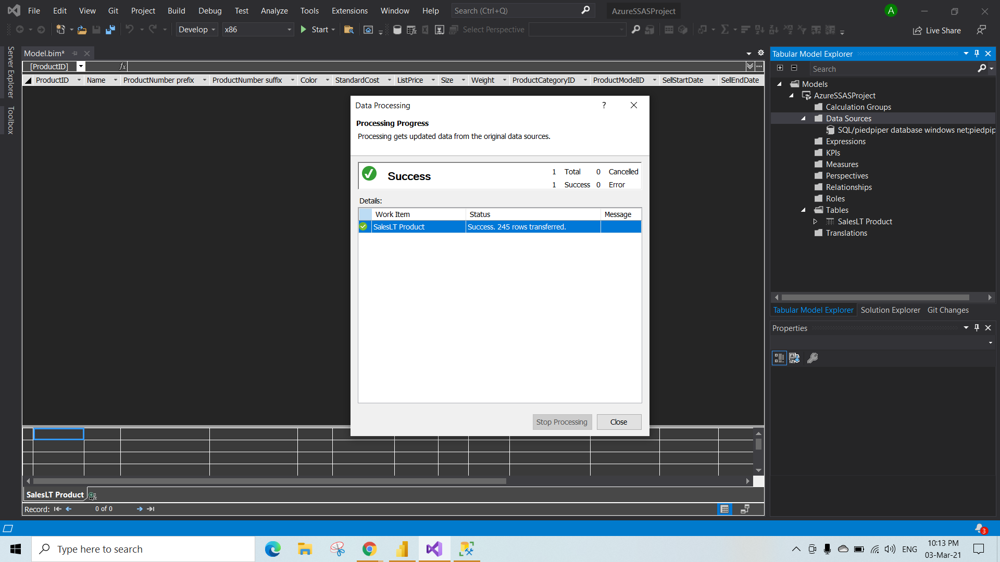 File Edit View Git Project Build Debug Test Analyze Tools Extensions Window Help Search (Ctrl+Q) AzureSSASProject A
Develop x86 Start Select Perspective Live Share
Server Explorer
Toolbox
Model.bim*
[ProductID] fx
ProductID Name ProductNumber prefix ProductNumber suffix Color StandardCost ListPrice Size Weight ProductCategoryID ProductModelID SellStartDate SellEndDate
Data Processing ?
Processing Progress
Processing gets updated data from the original data sources.
Success
1 Total 0 Cancelled
1 Success 0 Error
Details:
Work Item Status Message
SalesLT Product Success. 245 rows transferred.
Stop Processing Close
SalesLT Product
Record: 0 of 0
Tabular Model Explorer
Search
Models
AzureSSASProject
Calculation Groups
Data Sources
SQL/piedpiper database windows net;piedpip
Expressions
KPIs
Measures
Perspectives
Relationships
Roles
Tables
SalesLT Product
Translations
Tabular Model Explorer Solution Explorer Git Changes
Properties
3
Type here to search
ENG
10:13 PM
03-Mar-21